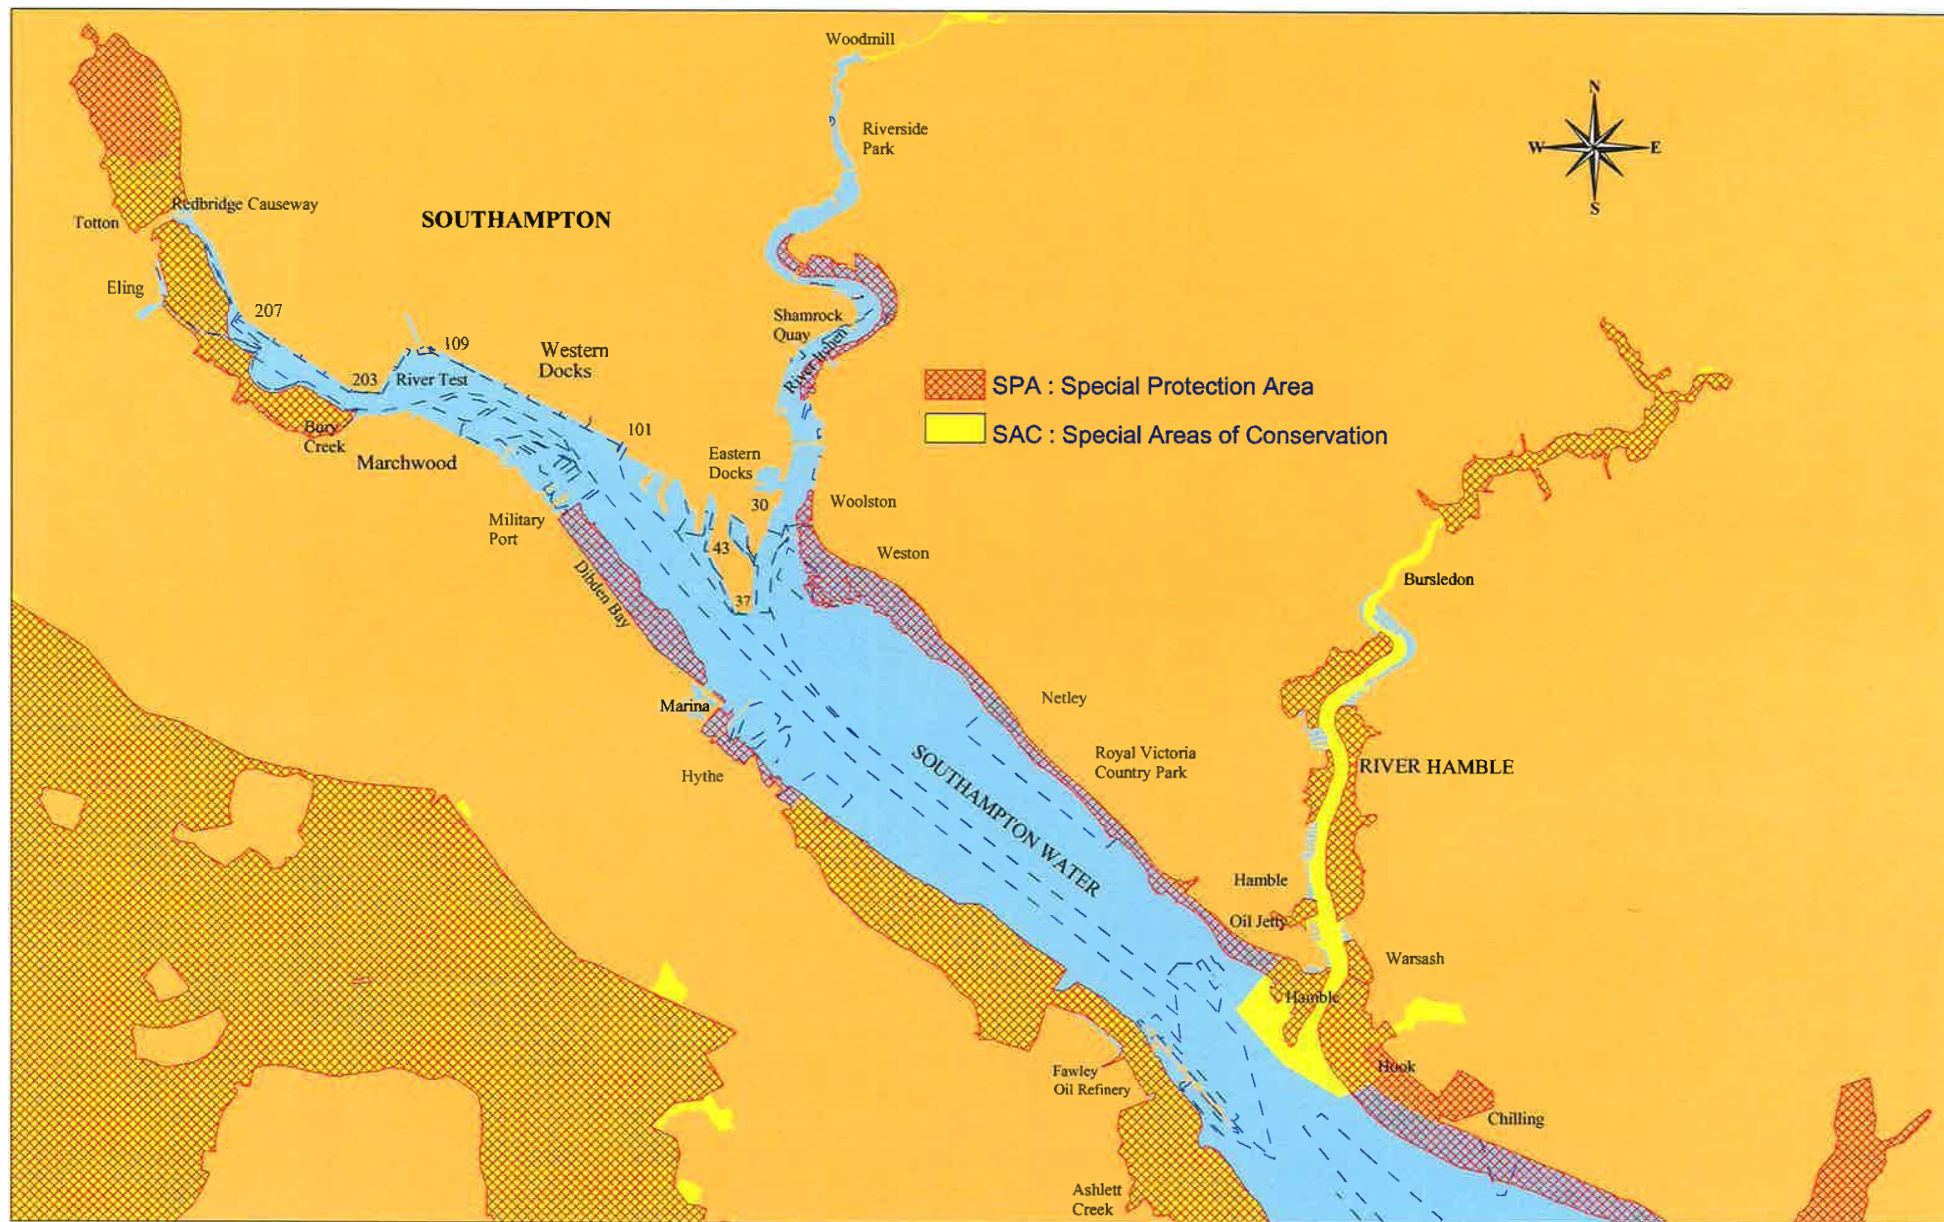 Woodmill
N
Riverside
Park
W
E
S
Redbridge Causeway
Totton
SOUTHAMPTON
Eling
207
Shamrock
Quay
River Itchen
109
Western
Docks
203
River Test
SPA : Special Protection Area
SAC : Special Areas of Conservation
Bury
Creek
101
Marchwood
Eastern
Docks
30
Woolston
Military
Port
43
Weston
Dibden Bay
37
Bursledon
Marina
Netley
Hythe
SOUTHAMPTON WATER
Royal Victoria
Country Park
RIVER HAMBLE
Hamble
Oil Jetty
Warsash
Hamble
Fawley
Oil Refinery
Hook
Chilling
Ashlett
Creek